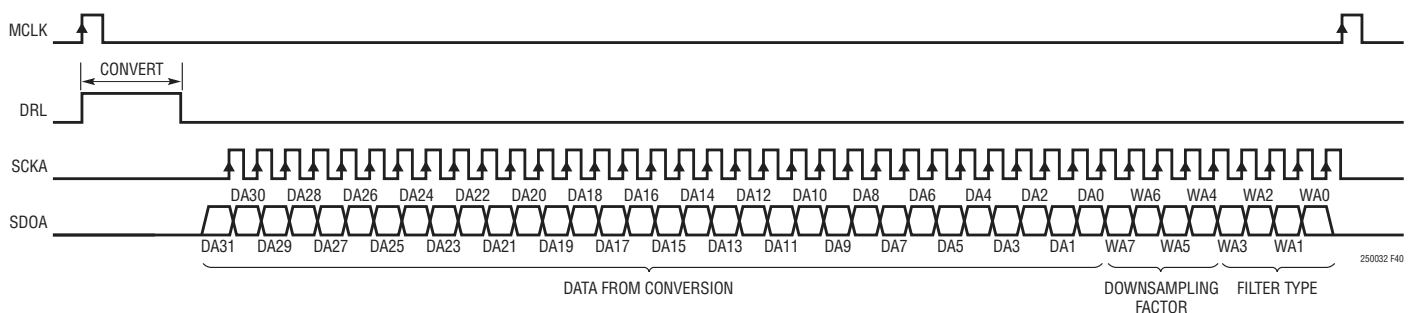 MCLK
CONVERT
DRL
SCKA
DA30 DA28 DA26 DA24 DA22 DA20 DA18 DA16 DA14 DA12 DA10 DA8 DA6 DA4 DA2 DA0 WA6 WA4 WA2 WA0
SDOA
DA31 DA29 DA27 DA25 DA23 DA21 DA19 DA17 DA15 DA13 DA11 DA9 DA7 DA5 DA3 DA1 WA7 WA5 WA3 WA1
250032 F40
DATA FROM CONVERSION
DOWNSAMPLING
FACTOR
FILTER TYPE